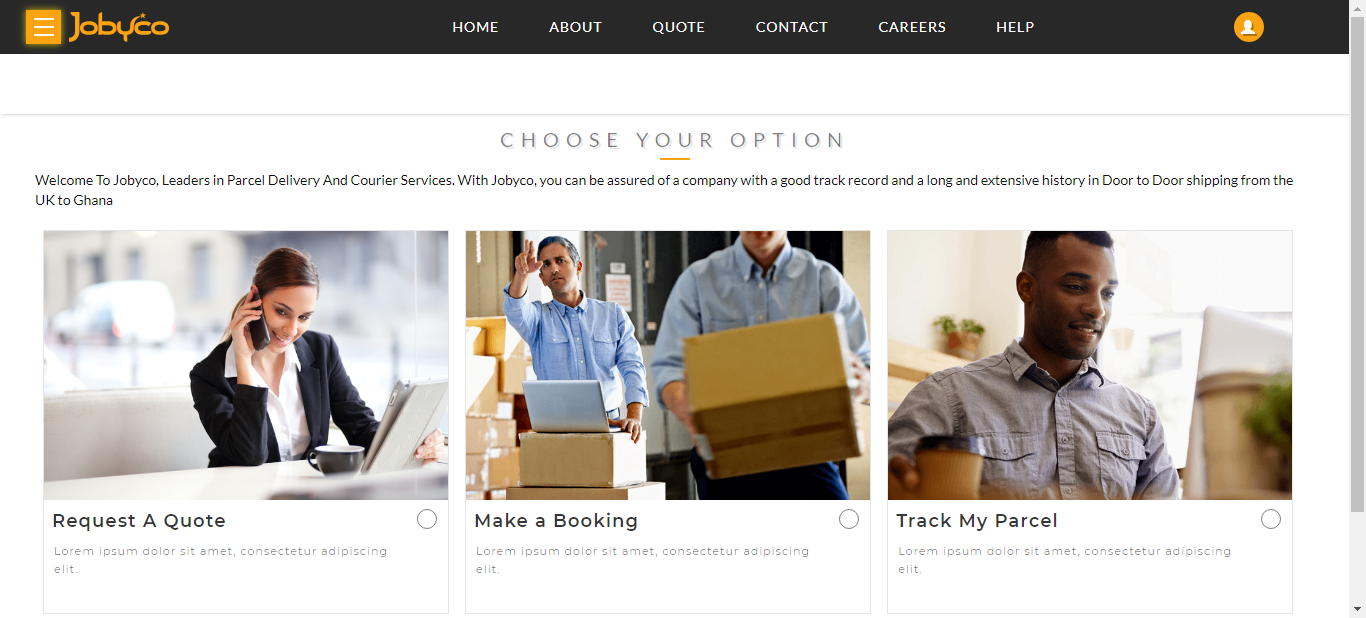 Jobyco
HOME ABOUT QUOTE CONTACT CAREERS HELP
CHOOSE YOUR OPTION
Welcome To Jobyco, Leaders in Parcel Delivery And Courier Services. With Jobyco, you can be assured of a company with a good track record and a long and extensive history in Door to Door shipping from the
UK to Ghana
Request A Quote
Lorem ipsum dolor sit amet, consectetur adipiscing
elit.
Make a Booking
Lorem ipsum dolor sit amet, consectetur adipiscing
elit.
Track My Parcel
Lorem ipsum dolor sit amet, consectetur adipiscing
elit.